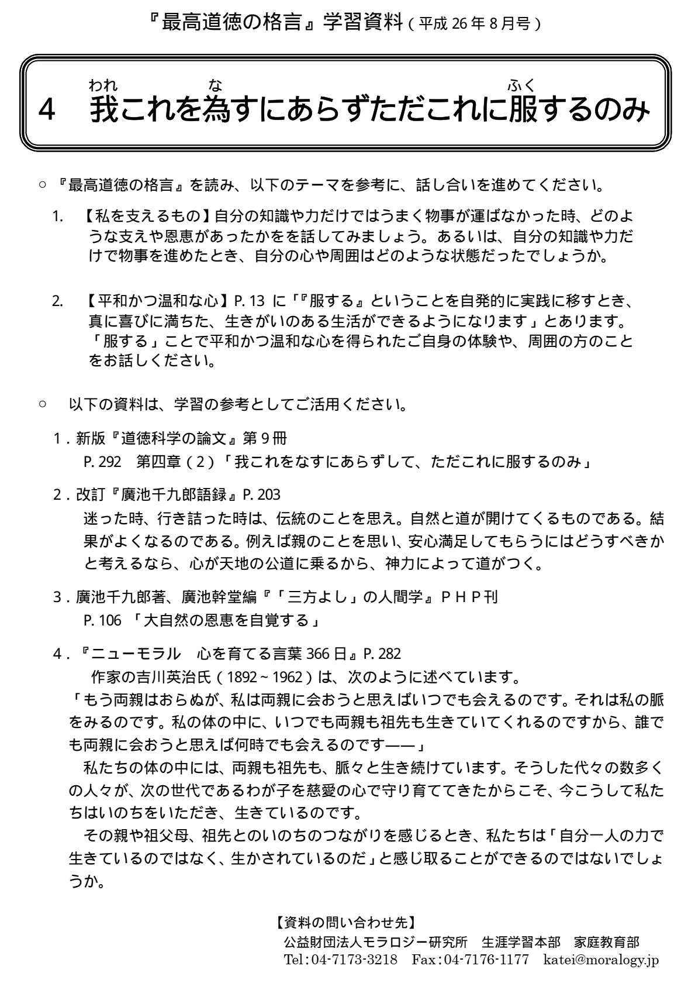 『最高道徳の格言』学習資料（平成 26 年 8 月号）
われ な ふく
4 我これを為すにあらずただこれに服するのみ
○ 『最高道徳の格言』を読み、以下のテーマを参考に、話し合いを進めてください。
1. 【私を支えるもの】自分の知識や力だけではうまく物事が運ばなかった時、どのよ
うな支えや恩恵があったかをを話してみましょう。あるいは、自分の知識や力だ
けで物事を進めたとき、自分の心や周囲はどのような状態だったでしょうか。
2. 【平和かつ温和な心】P. 13 に「『服する』ということを自発的に実践に移すとき、
真に喜びに満ちた、生きがいのある生活ができるようになります」とあります。
「服する」ことで平和かつ温和な心を得られたご自身の体験や、周囲の方のこと
をお話しください。
○ 以下の資料は、学習の参考としてご活用ください。
1．新版『道徳科学の論文』第 9 冊
P. 292 第四章（2）「我これをなすにあらずして、ただこれに服するのみ」
2．改訂『廣池千九郎語録』P. 203
迷った時、行き詰った時は、伝統のことを思え。自然と道が開けてくるものである。結
果がよくなるのである。例えば親のことを思い、安心満足してもらうにはどうすべきか
と考えるなら、心が天地の公道に乗るから、神力によって道がつく。
3．廣池千九郎著、廣池幹堂編『「三方よし」の人間学』ＰＨＰ刊
P. 106 「大自然の恩恵を自覚する」
4．『ニューモラル 心を育てる言葉 366 日』P. 282
作家の吉川英治氏（1892～1962）は、次のように述べています。
「もう両親はおらぬが、私は両親に会おうと思えばいつでも会えるのです。それは私の脈
をみるのです。私の体の中に、いつでも両親も祖先も生きていてくれるのですから、誰で
も両親に会おうと思えば何時でも会えるのです――」
私たちの体の中には、両親も祖先も、脈々と生き続けています。そうした代々の数多く
の人々が、次の世代であるわが子を慈愛の心で守り育ててきたからこそ、今こうして私た
ちはいのちをいただき、生きているのです。
その親や祖父母、祖先とのいのちのつながりを感じるとき、私たちは「自分一人の力で
生きているのではなく、生かされているのだ」と感じ取ることができるのではないでしょ
うか。
【資料の問い合わせ先】
公益財団法人モラロジー研究所 生涯学習本部 家庭教育部
Tel：04-7173-3218 Fax：04-7176-1177 katei@moralogy.jp